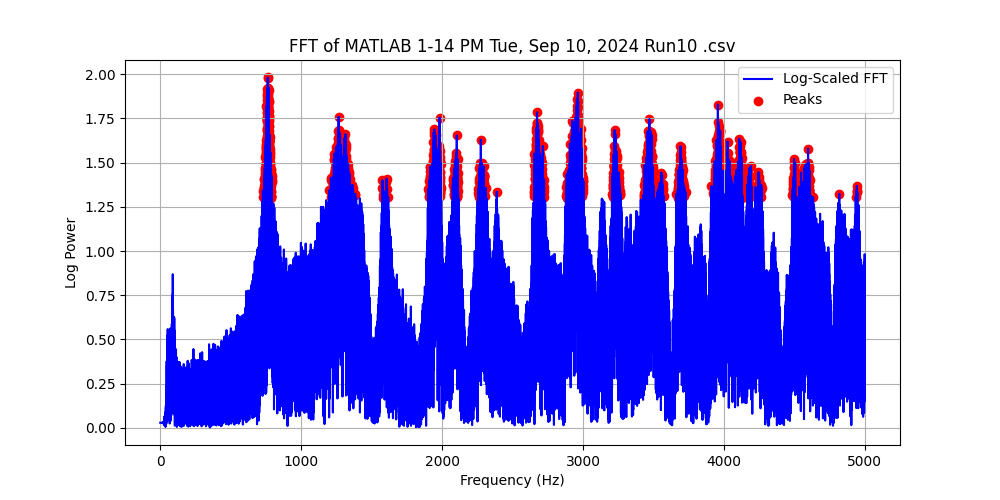 FFT of MATLAB 1-14 PM Tue, Sep 10, 2024 Run10 .csv
Log-Scaled FFT
Peaks
2.00
1.75
1.50
1.25
1.00
0.75
0.50
0.25
0.00
Log Power
0 1000 2000 3000 4000 5000
Frequency (Hz)